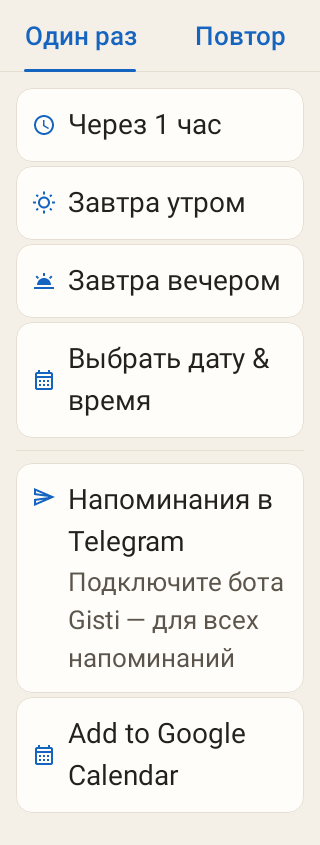 Один раз
Повтор
Через 1 час
Завтра утром
Завтра вечером
Выбрать дату &
время
Напоминания в
Telegram
Подключите бота
Gisti — для всех
напоминаний
Add to Google
Calendar